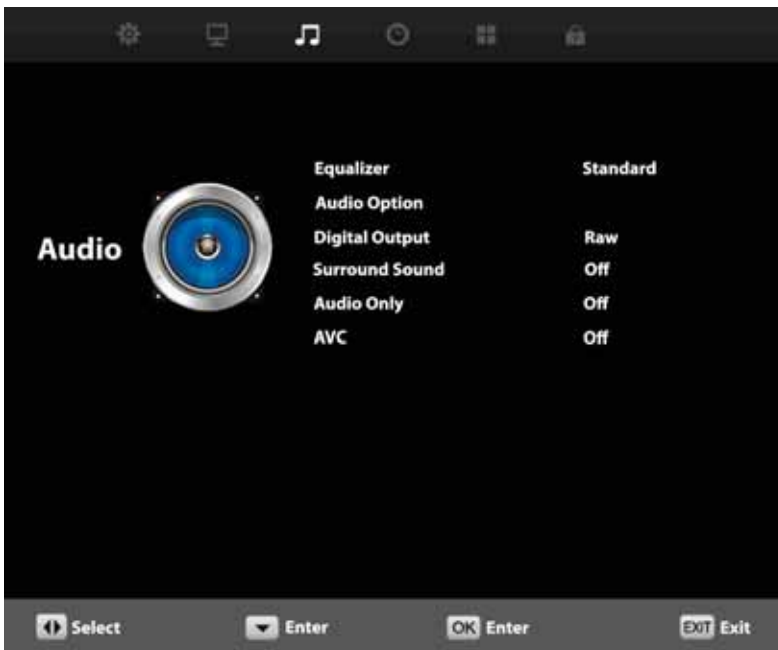 Equalizer Standard
Audio Option
Audio
Digital Output Raw
Surround Sound Off
Audio Only Off
AVC Off
Select Enter OK Enter EXIT Exit